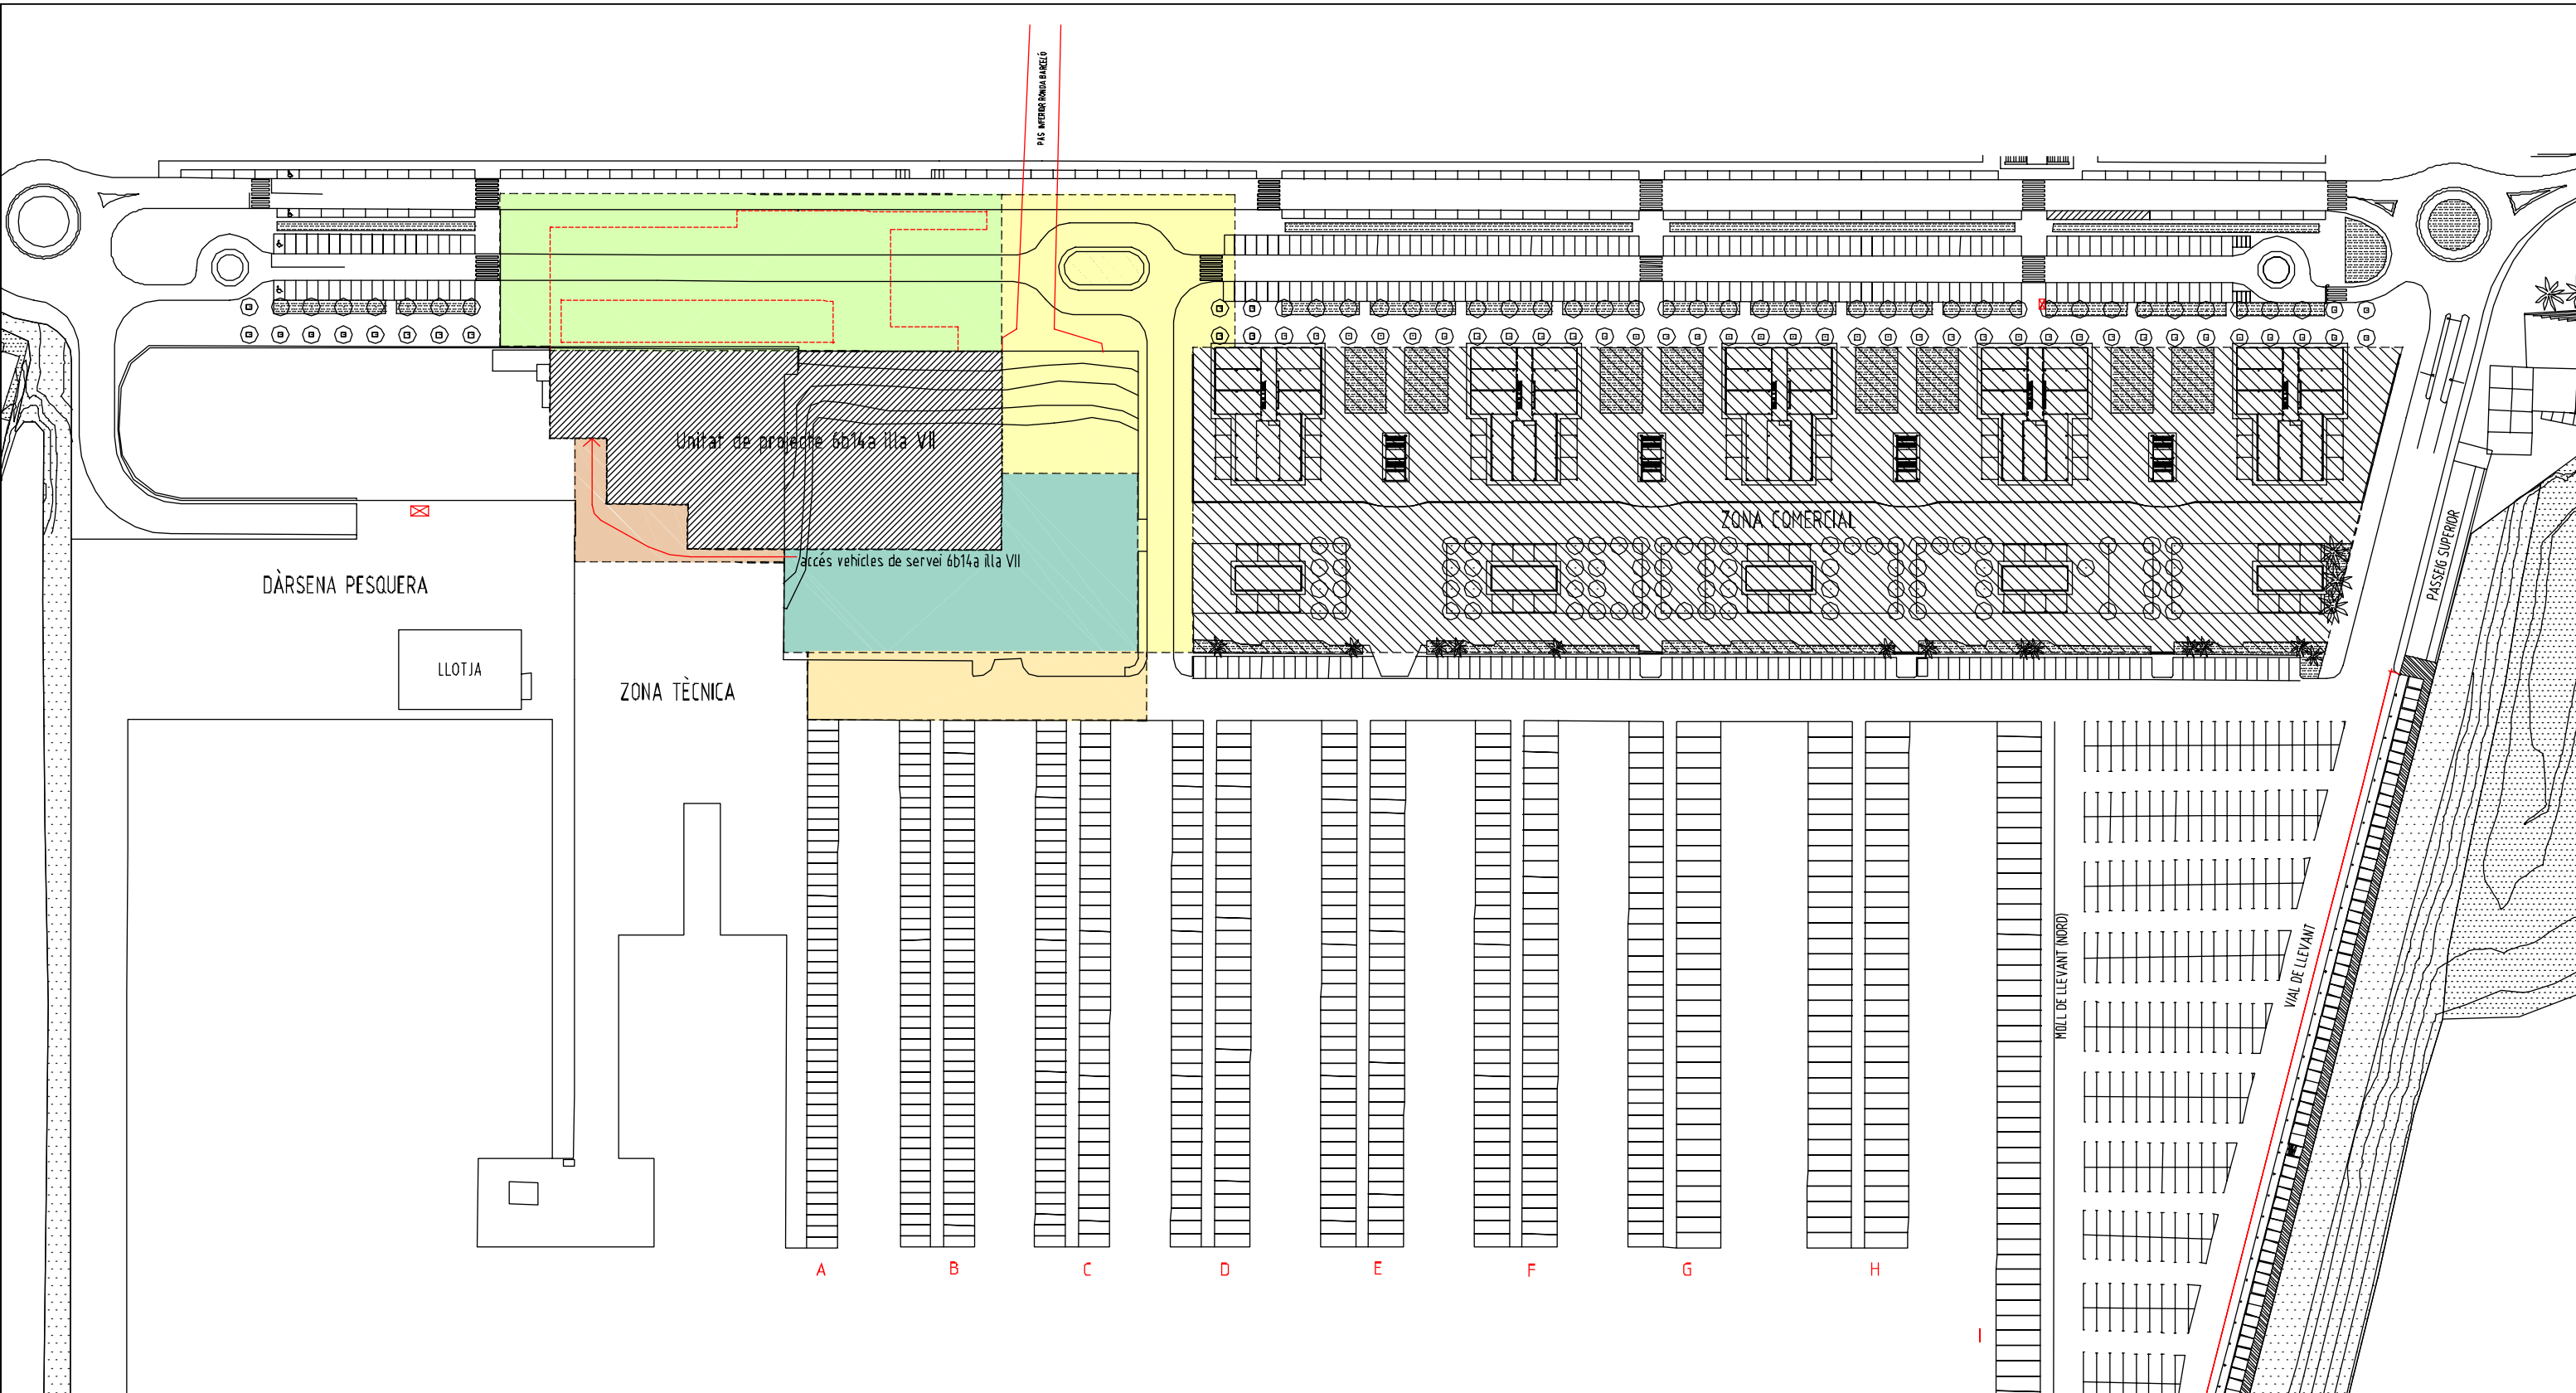 PAS INFERIOR RONDA BARCELÓ
Unitat de projecte 6b14a illa VII
ZONA COMERCIAL
accés vehicles de servei 6b14a illa VII
DÀRSENA PESQUERA
PASSEIG SUPERIOR
LLOTJA
ZONA TÈCNICA
VIAL DE LLEVANT
MOLL DE LLEVANT (NORD)
A
B
C
D
E
F
G
H
I